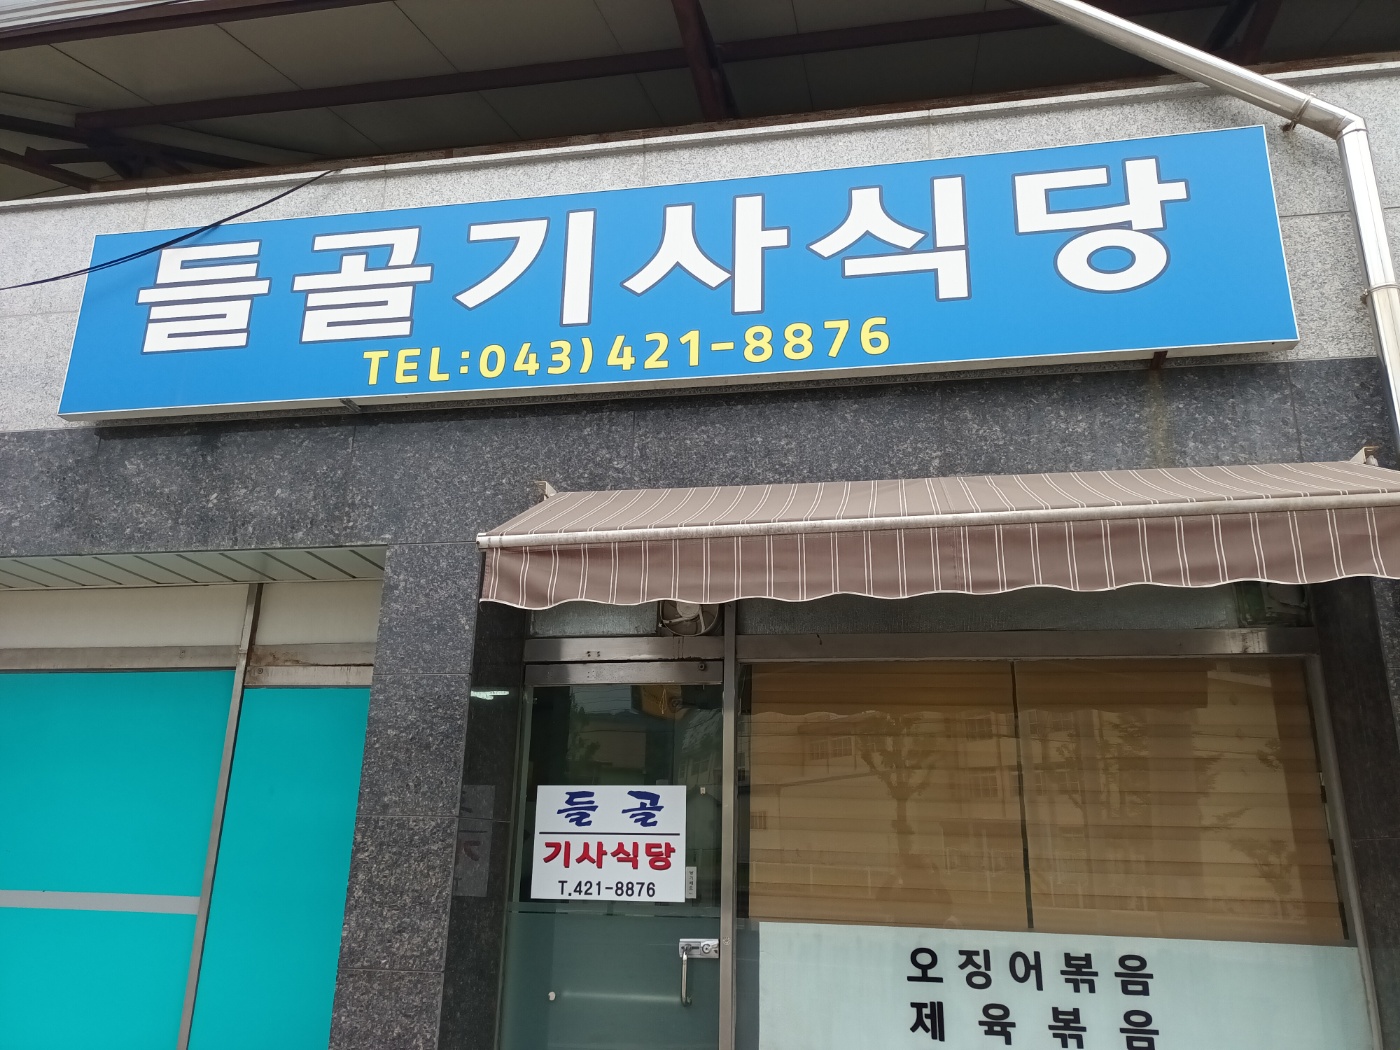 들골기사식당
TEL:043)421-8876
들골
기사식당
T.421-8876
오징어볶음
제육볶음